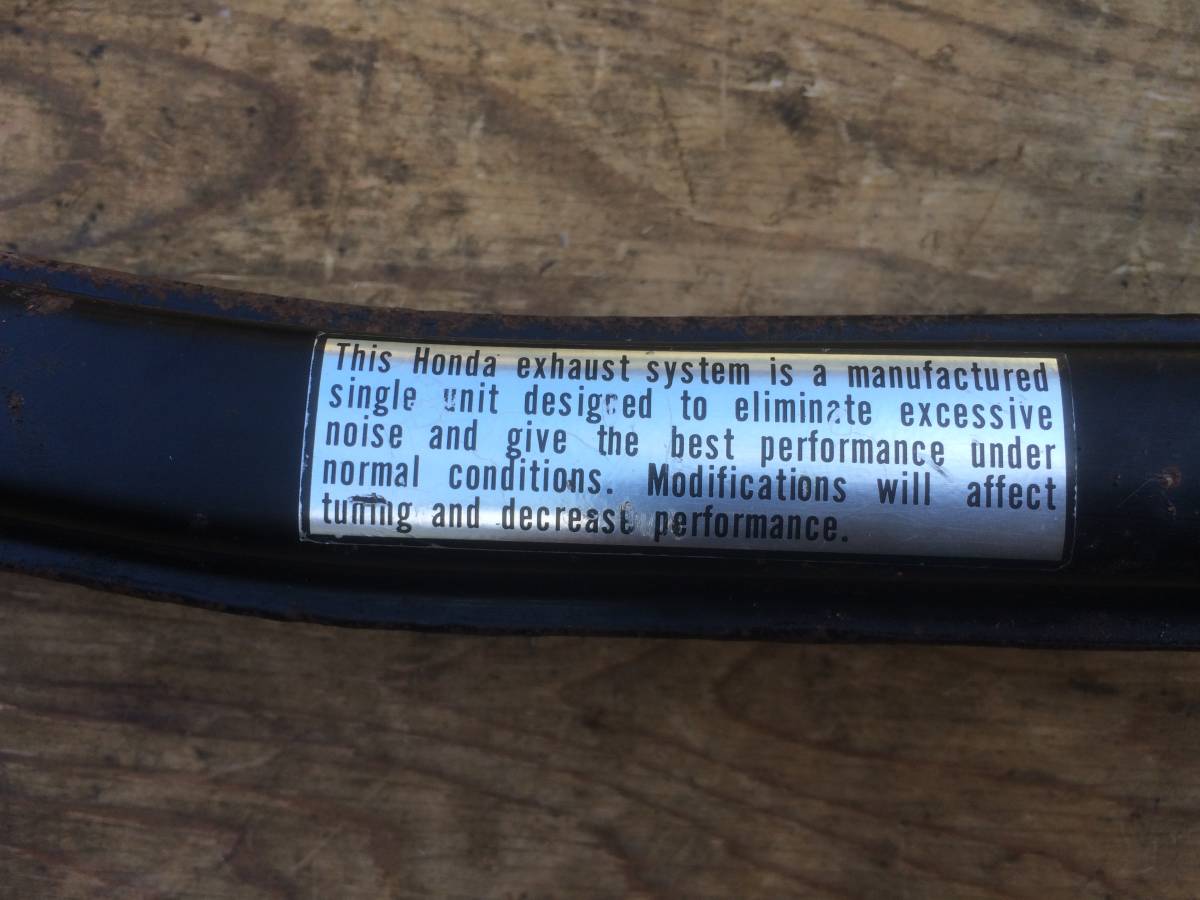 This Honda exhaust system is a manufactured
single unit designed to eliminate excessive
noise and give the best performance under
normal conditions. Modifications will affect
tuning and decrease performance.